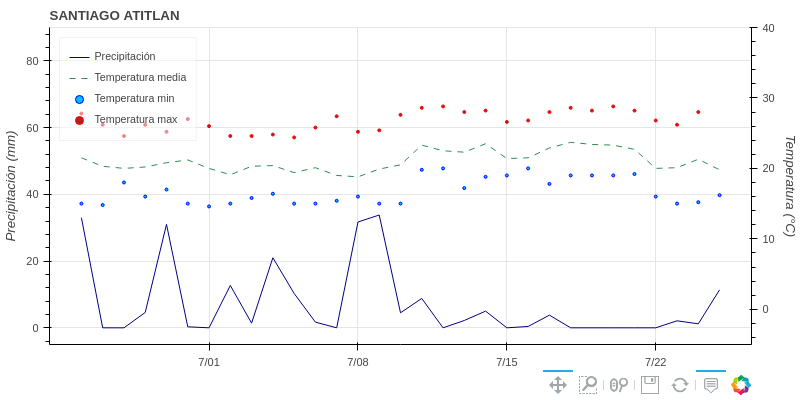 SANTIAGO ATITLAN
Precipitación
Temperatura media
Temperatura min
Temperatura max
Precipitación (mm)
80
60
40
20
0
Temperatura (°C)
40
30
20
10
0
7/01
7/08
7/15
7/22